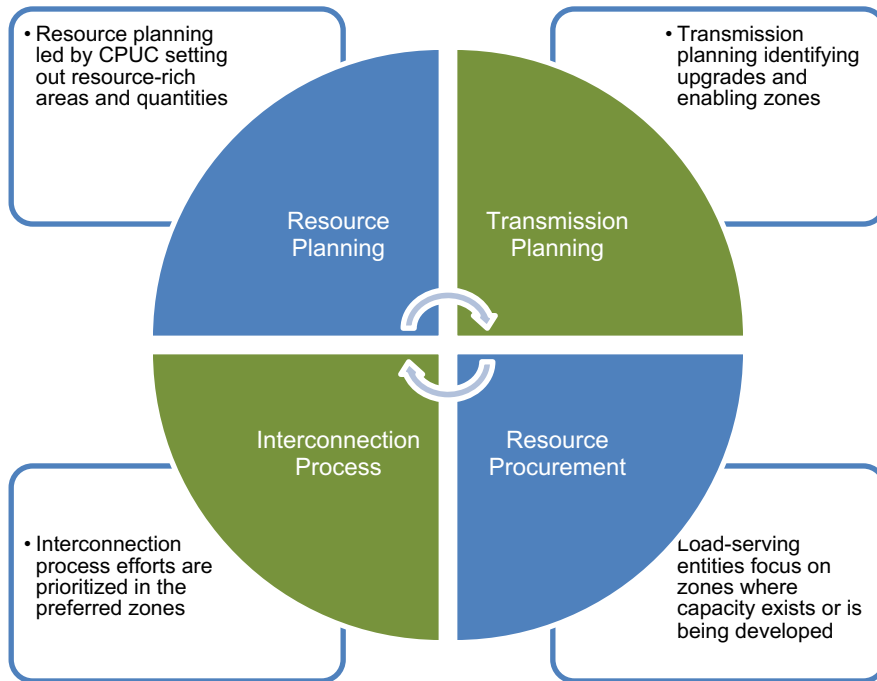 • Resource planning
led by CPUC setting
out resource-rich
areas and quantities
• Transmission
planning identifying
upgrades and
enabling zones
Resource
Planning
Transmission
Planning
Interconnection
Process
Resource
Procurement
• Interconnection
process efforts are
prioritized in the
preferred zones
Load-serving
entities focus on
zones where
capacity exists or is
being developed